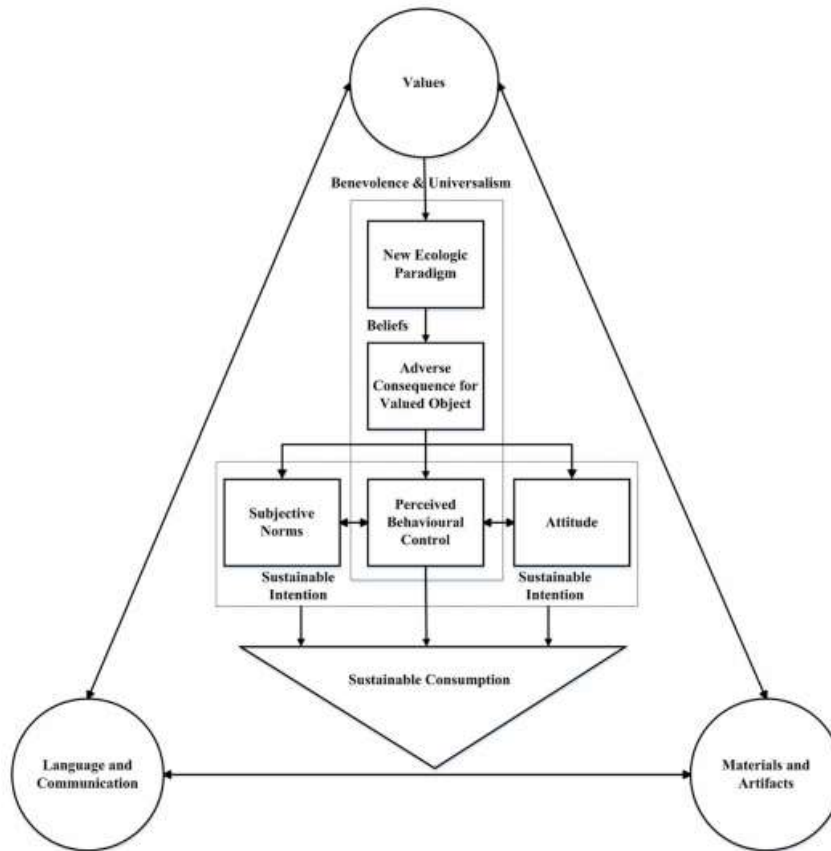 Values
Benevolence & Universalism
New Ecologic
Paradigm
Beliefs
Adverse
Consequence for
Valued Object
Subjective
Norms
Perceived
Behavioural
Control
Attitude
Sustainable
Intention
Sustainable
Intention
Sustainable Consumption
Language and
Communication
Materials and
Artifacts